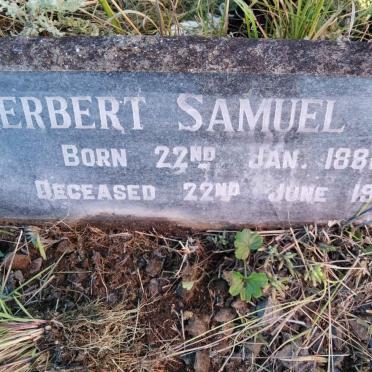 ERBERT SAMUEL
BORN 22ND JAN. 188
DECEASED 22ND JUNE 19